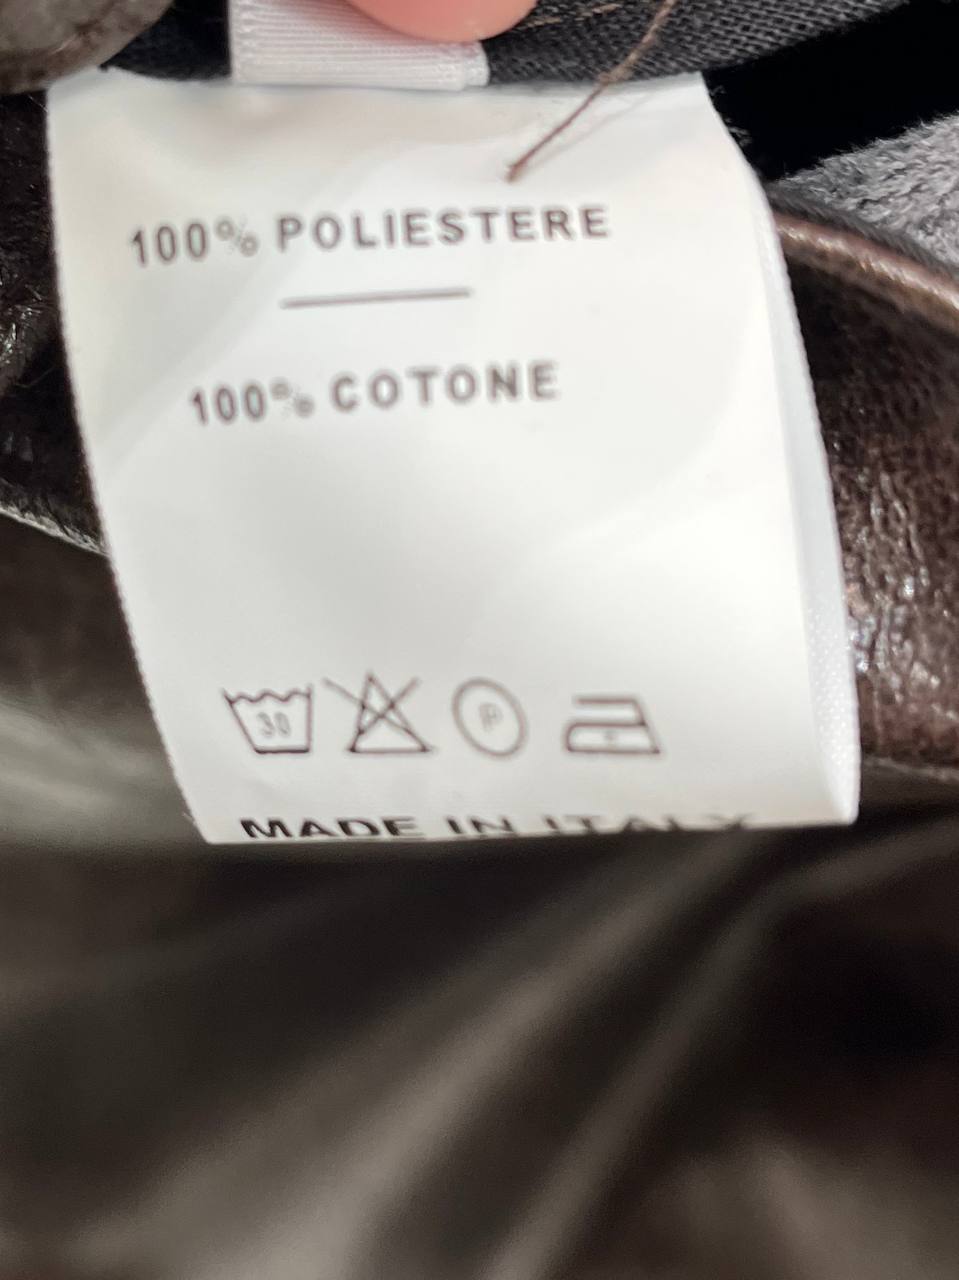 100% POLIESTERE
100% COTONE
30 P
MADE IN ITALY